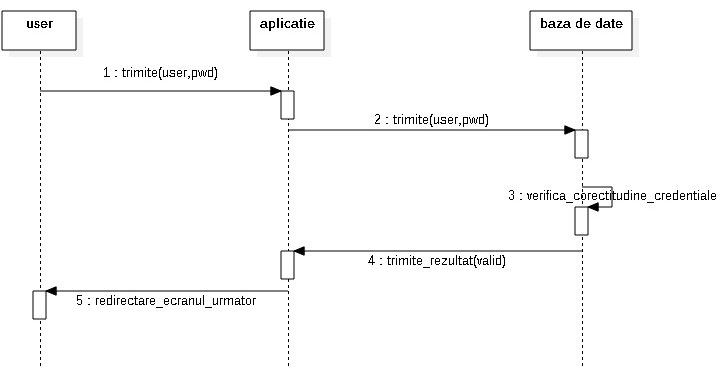 user
aplicatie
baza de date
1 : trimite(user,pwd)
2 : trimite(user,pwd)
3 : verifica_corectitudine_credentiale
4 : trimite_rezultat(valid)
5 : redirectare_ecranul_urmator